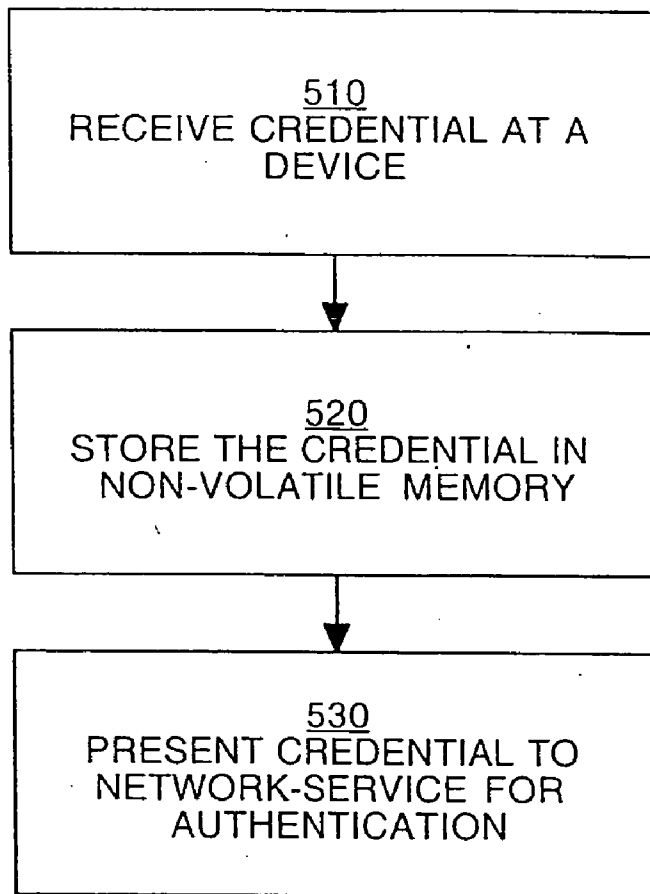 510
RECEIVE CREDENTIAL AT A
DEVICE
520
STORE THE CREDENTIAL IN
NON-VOLATILE MEMORY
530
PRESENT CREDENTIAL TO
NETWORK-SERVICE FOR
AUTHENTICATION